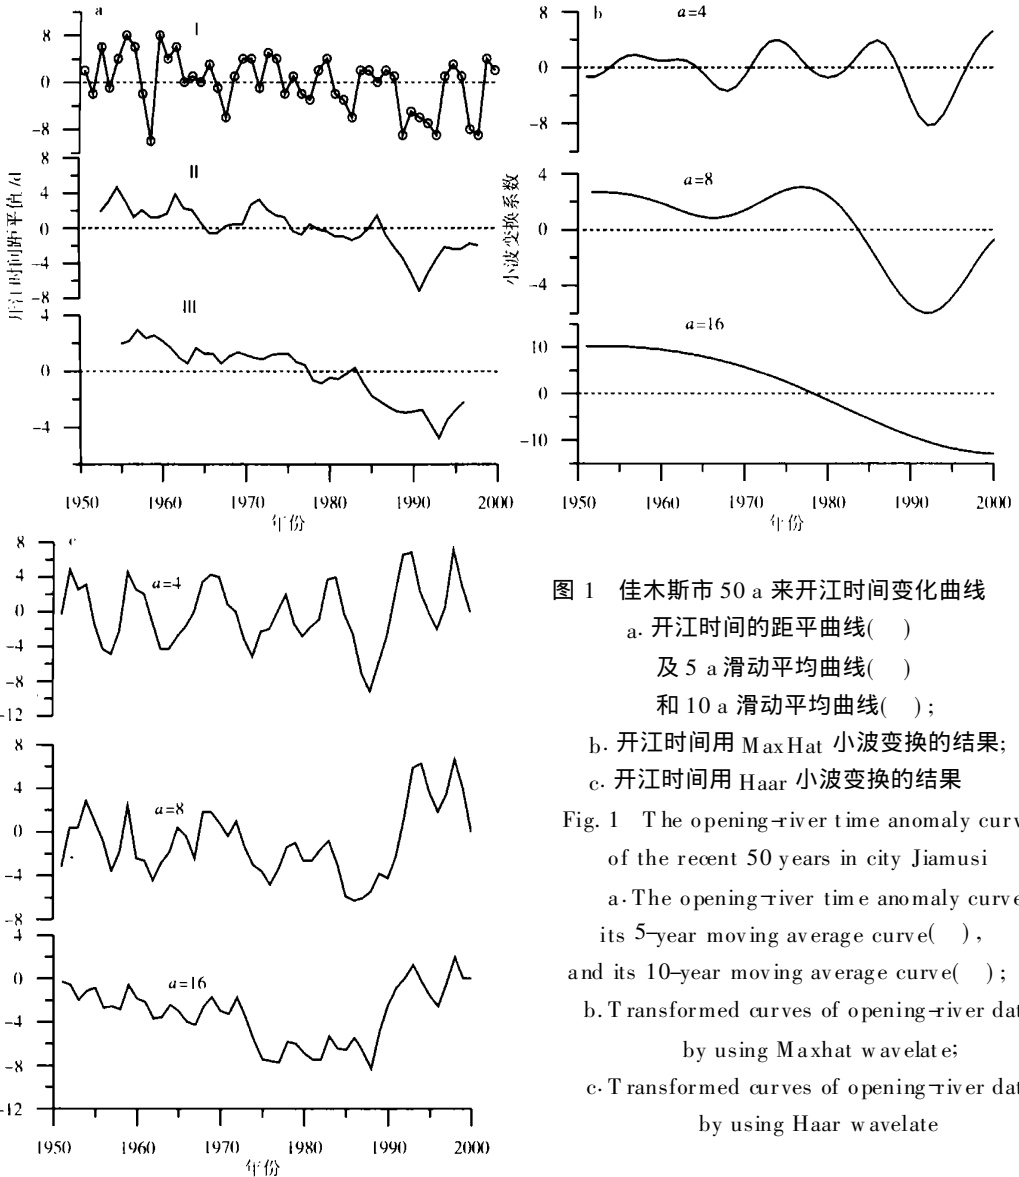 a
I
8
0
-8
8
II
4
0
-4
-8
III
4
0
-4
开江时间距平值/d
1950 1960 1970 1980 1990 2000
年份
b
a=4
8
0
-8
a=8
4
0
-4
a=16
10
0
-10
小波变换系数
1950 1960 1970 1980 1990 2000
年份
c
a=4
8
4
0
-4
-8
-12
a=8
8
4
0
-4
-8
a=16
4
0
-4
-8
-12
1950 1960 1970 1980 1990 2000
年份
图 1 佳木斯市 50 a 来开江时间变化曲线
a. 开江时间的距平曲线( )
及 5 a 滑动平均曲线( )
和 10 a 滑动平均曲线( );
b. 开江时间用 MaxHat 小波变换的结果;
c. 开江时间用 Haar 小波变换的结果
Fig. 1 The opening-river time anomaly curv
of the recent 50 years in city Jiamusi
a. The opening-river time anomaly curve
its 5-year moving average curve( ),
and its 10-year moving average curve( );
b. Transformed curves of opening-river dat
by using Maxhat wavelate;
c. Transformed curves of opening-river dat
by using Haar wavelate